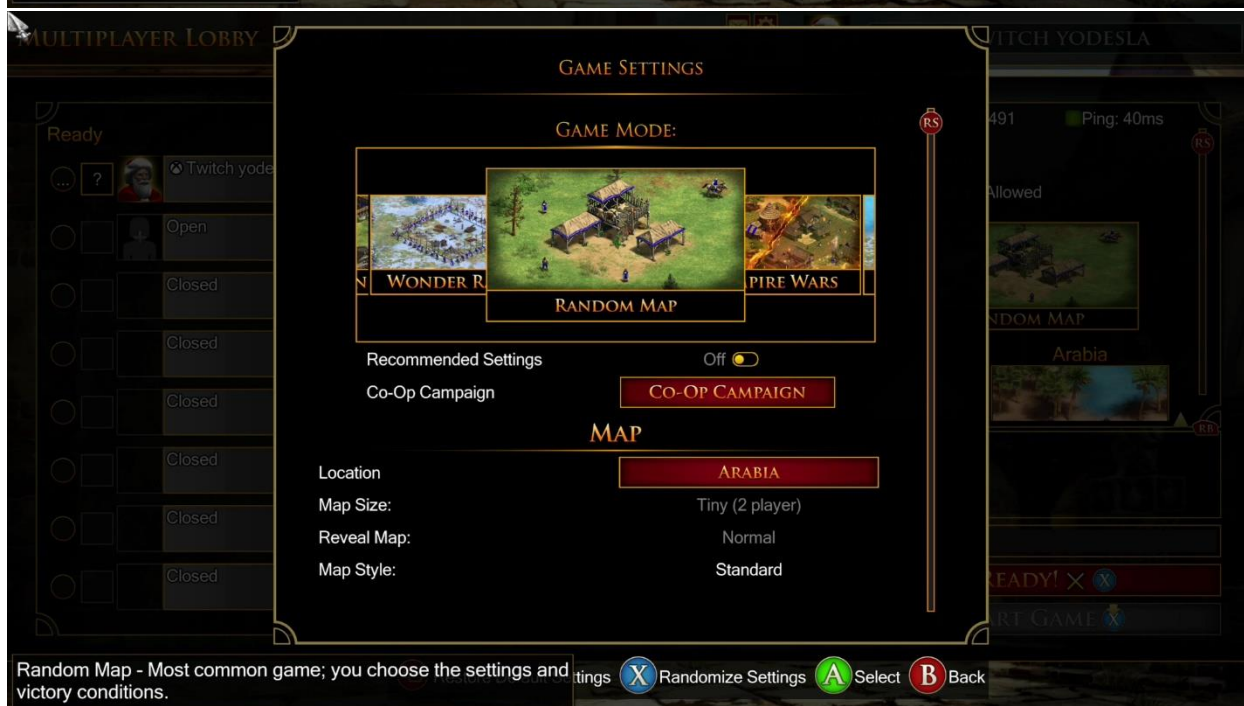 MULTIPLAYER LOBBY
TWITCH YODESLA
GAME SETTINGS
GAME MODE:
RS
491
Ping: 40ms
Ready
RS
...
?
Twitch yode
Allowed
Open
Closed
WONDER R
RANDOM MAP
PIRE WARS
NDOM MAP
Closed
Recommended Settings
Off
Arabia
Co-Op Campaign
CO-OP CAMPAIGN
Closed
MAP
RB
Closed
Location
ARABIA
Map Size:
Tiny (2 player)
Closed
Reveal Map:
Normal
Map Style:
Standard
Closed
READY! X
START GAME X
Random Map - Most common game; you choose the settings and
victory conditions.
ttings
X Randomize Settings
A Select
B Back